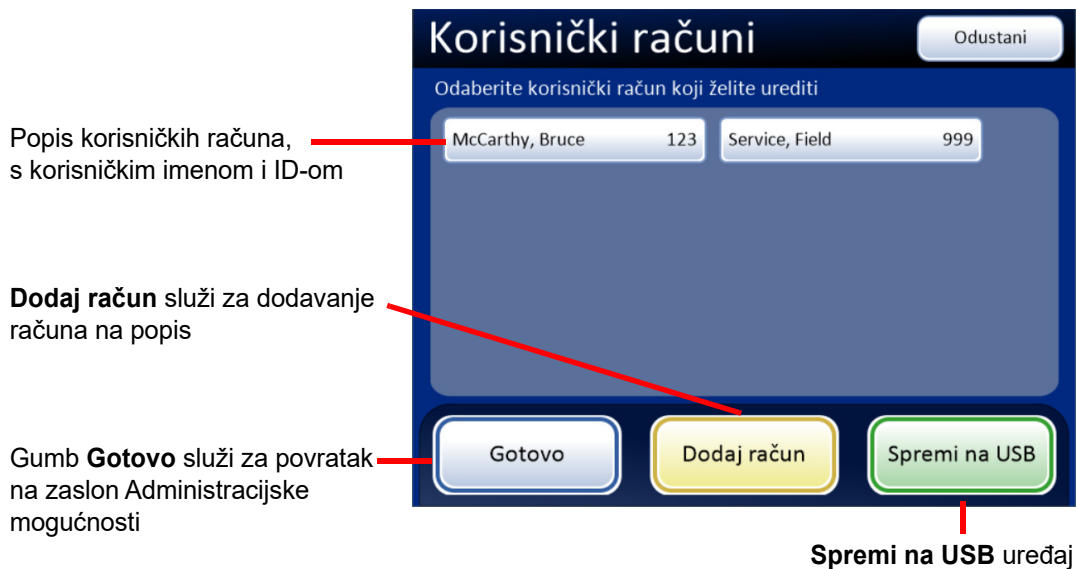 Korisnički računi
Odustani
Odaberite korisnički račun koji želite urediti
McCarthy, Bruce 123
Service, Field 999
Popis korisničkih računa,
s korisničkim imenom i ID-om
Dodaj račun služi za dodavanje
računa na popis
Gumb Gotovo služi za povratak
na zaslon Administracijske
mogućnosti
Gotovo
Dodaj račun
Spremi na USB
Spremi na USB uređaj